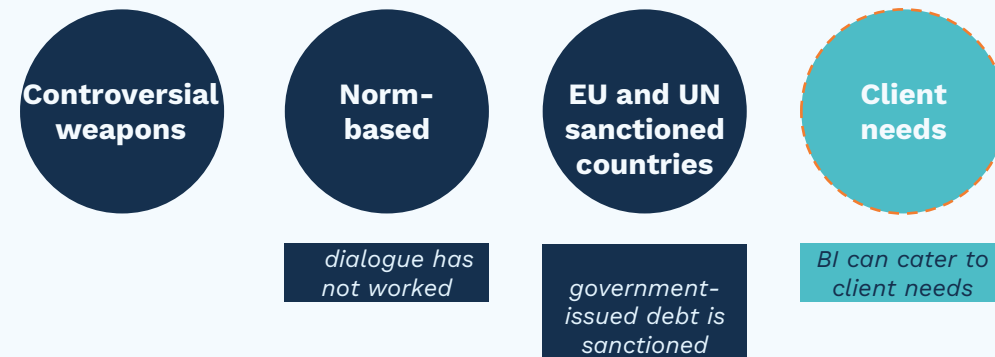 Controversial
weapons
Norm-
based
EU and UN
sanctioned
countries
Client
needs
dialogue has
not worked
government-
issued debt is
sanctioned
BI can cater to
client needs